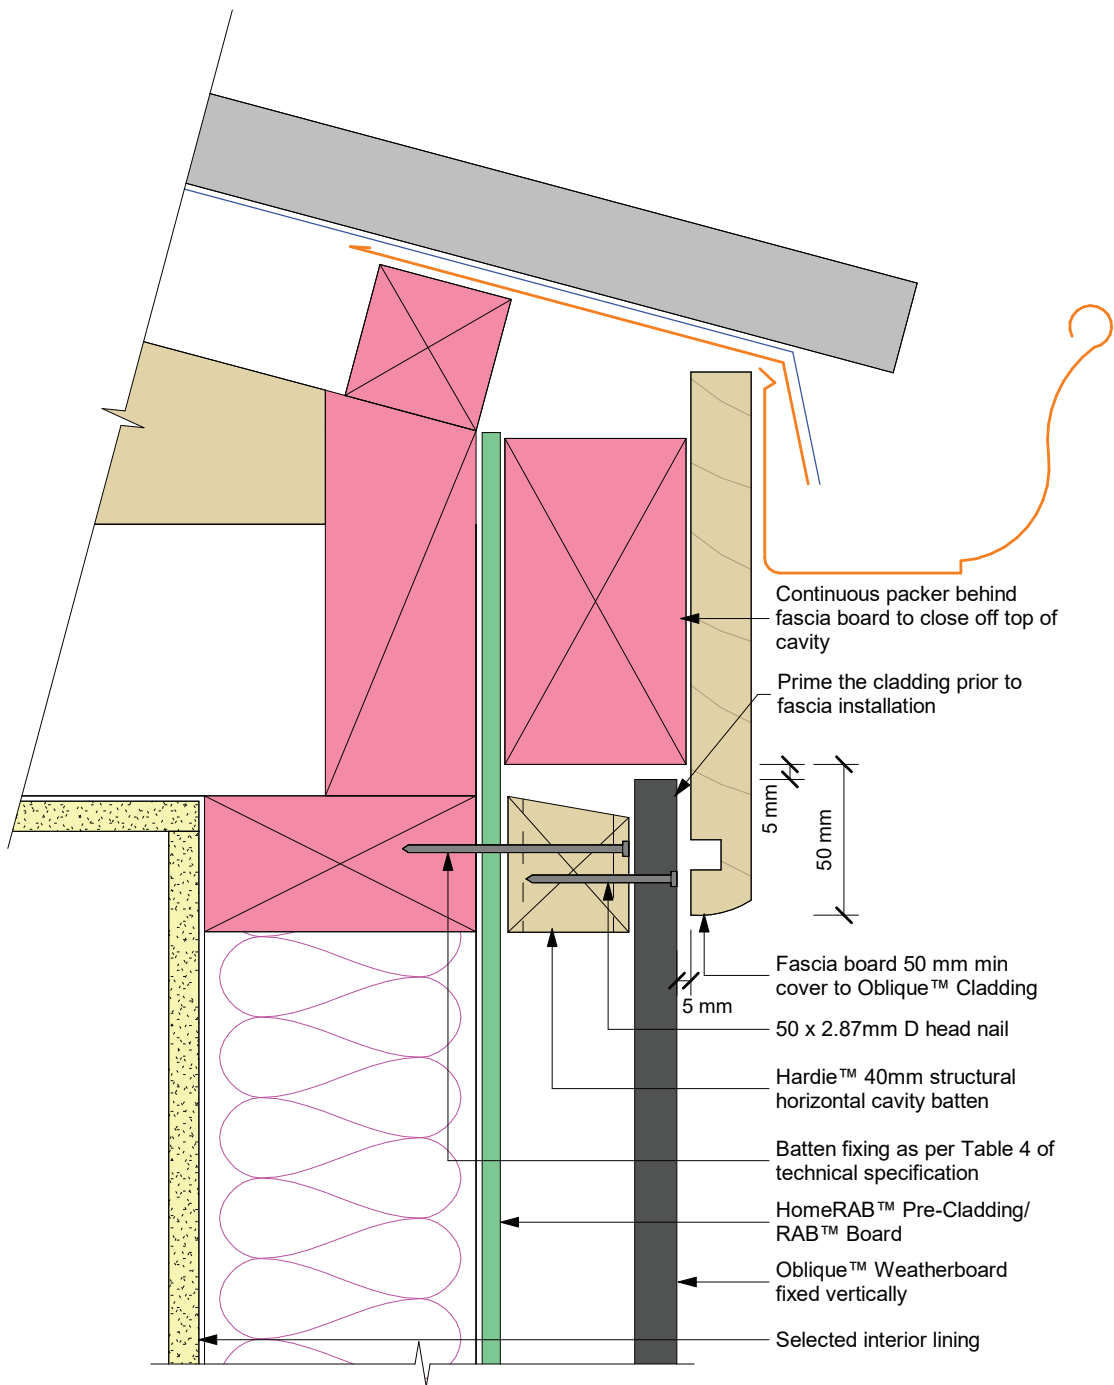 Continuous packer behind
fascia board to close off top of
cavity
Prime the cladding prior to
fascia installation
5 mm
50 mm
Fascia board 50 mm min
cover to Oblique™ Cladding
5 mm
50 x 2.87mm D head nail
Hardie™ 40mm structural
horizontal cavity batten
Batten fixing as per Table 4 of
technical specification
HomeRAB™ Pre-Cladding/
RAB™ Board
Oblique™ Weatherboard
fixed vertically
Selected interior lining